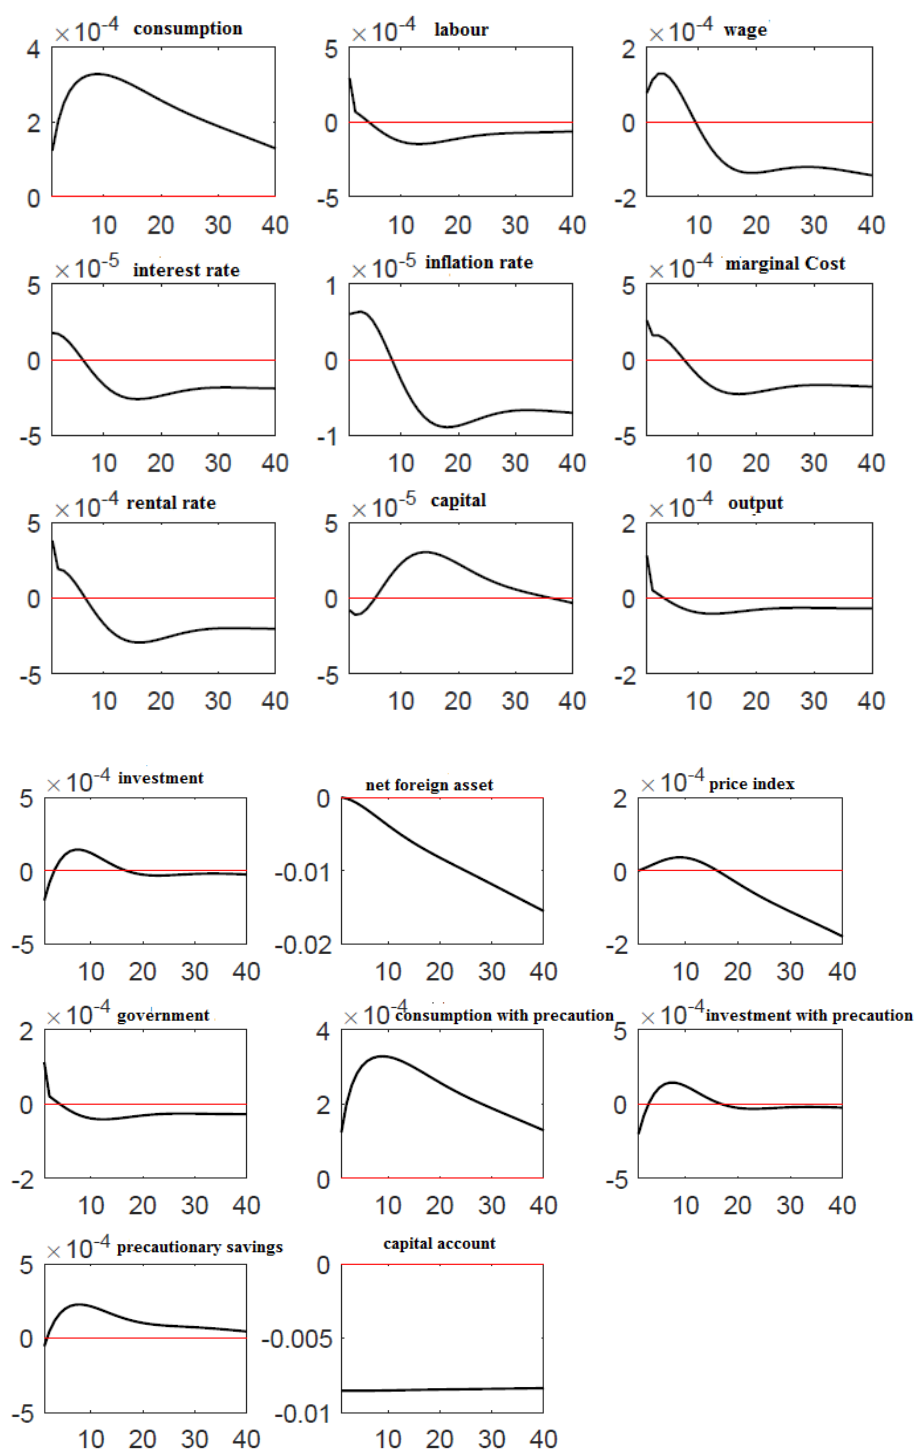 ×10-4 consumption
×10-4 labour
×10-4 wage
4
2
0
10 20 30 40
5
0
-5
10 20 30 40
2
0
-2
10 20 30 40
×10-5 interest rate
×10-5 inflation rate
×10-4 marginal Cost
5
0
-5
10 20 30 40
1
0
-1
10 20 30 40
5
0
-5
10 20 30 40
×10-4 rental rate
×10-5 capital
×10-4 output
5
0
-5
10 20 30 40
5
0
-5
10 20 30 40
2
0
-2
10 20 30 40
×10-4 investment
net foreign asset
×10-4 price index
5
0
-5
10 20 30 40
0
-0.01
-0.02
10 20 30 40
2
0
-2
10 20 30 40
×10-4 government
×10-4 consumption with precaution
×10-4 investment with precaution
2
0
-2
10 20 30 40
4
2
0
10 20 30 40
5
0
-5
10 20 30 40
×10-4 precautionary savings
capital account
5
0
-5
10 20 30 40
0
-0.005
-0.01
10 20 30 40